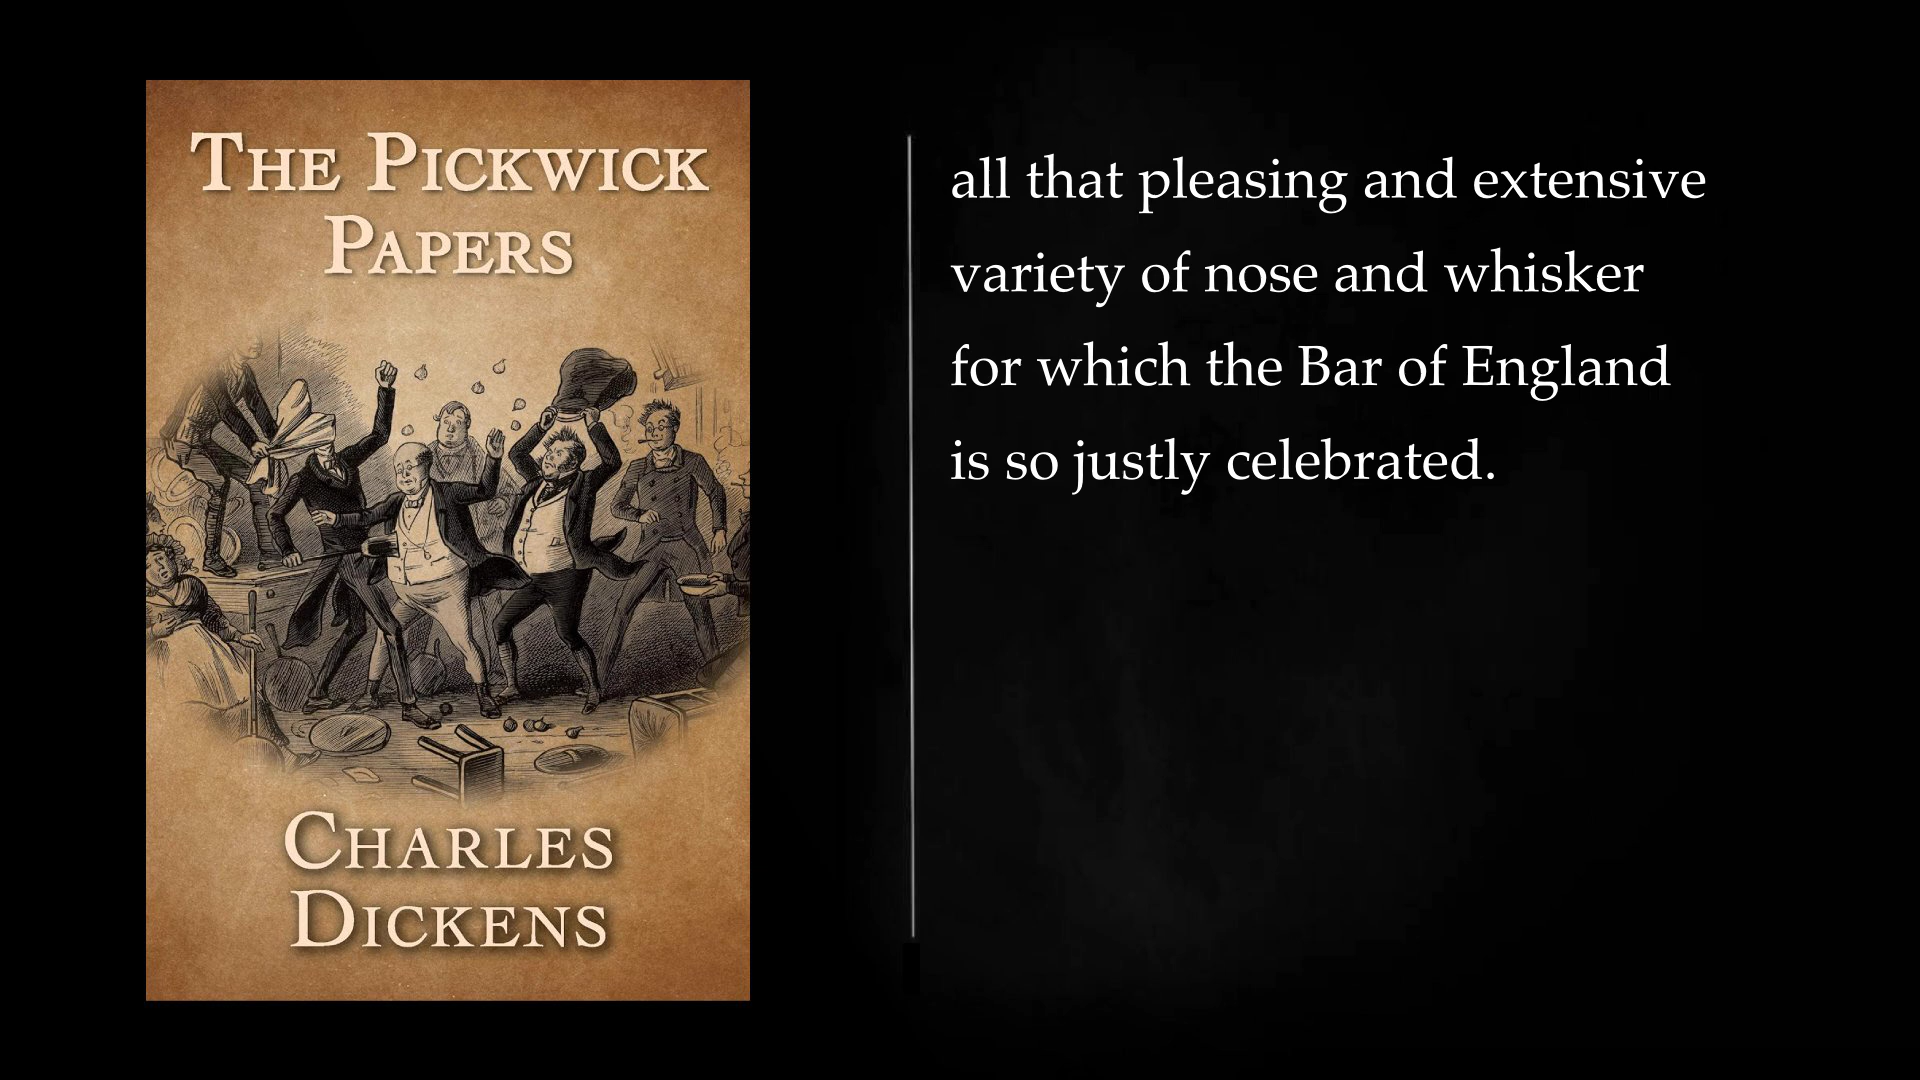 The Pickwick
Papers
Charles
Dickens
all that pleasing and extensive
variety of nose and whisker
for which the Bar of England
is so justly celebrated.